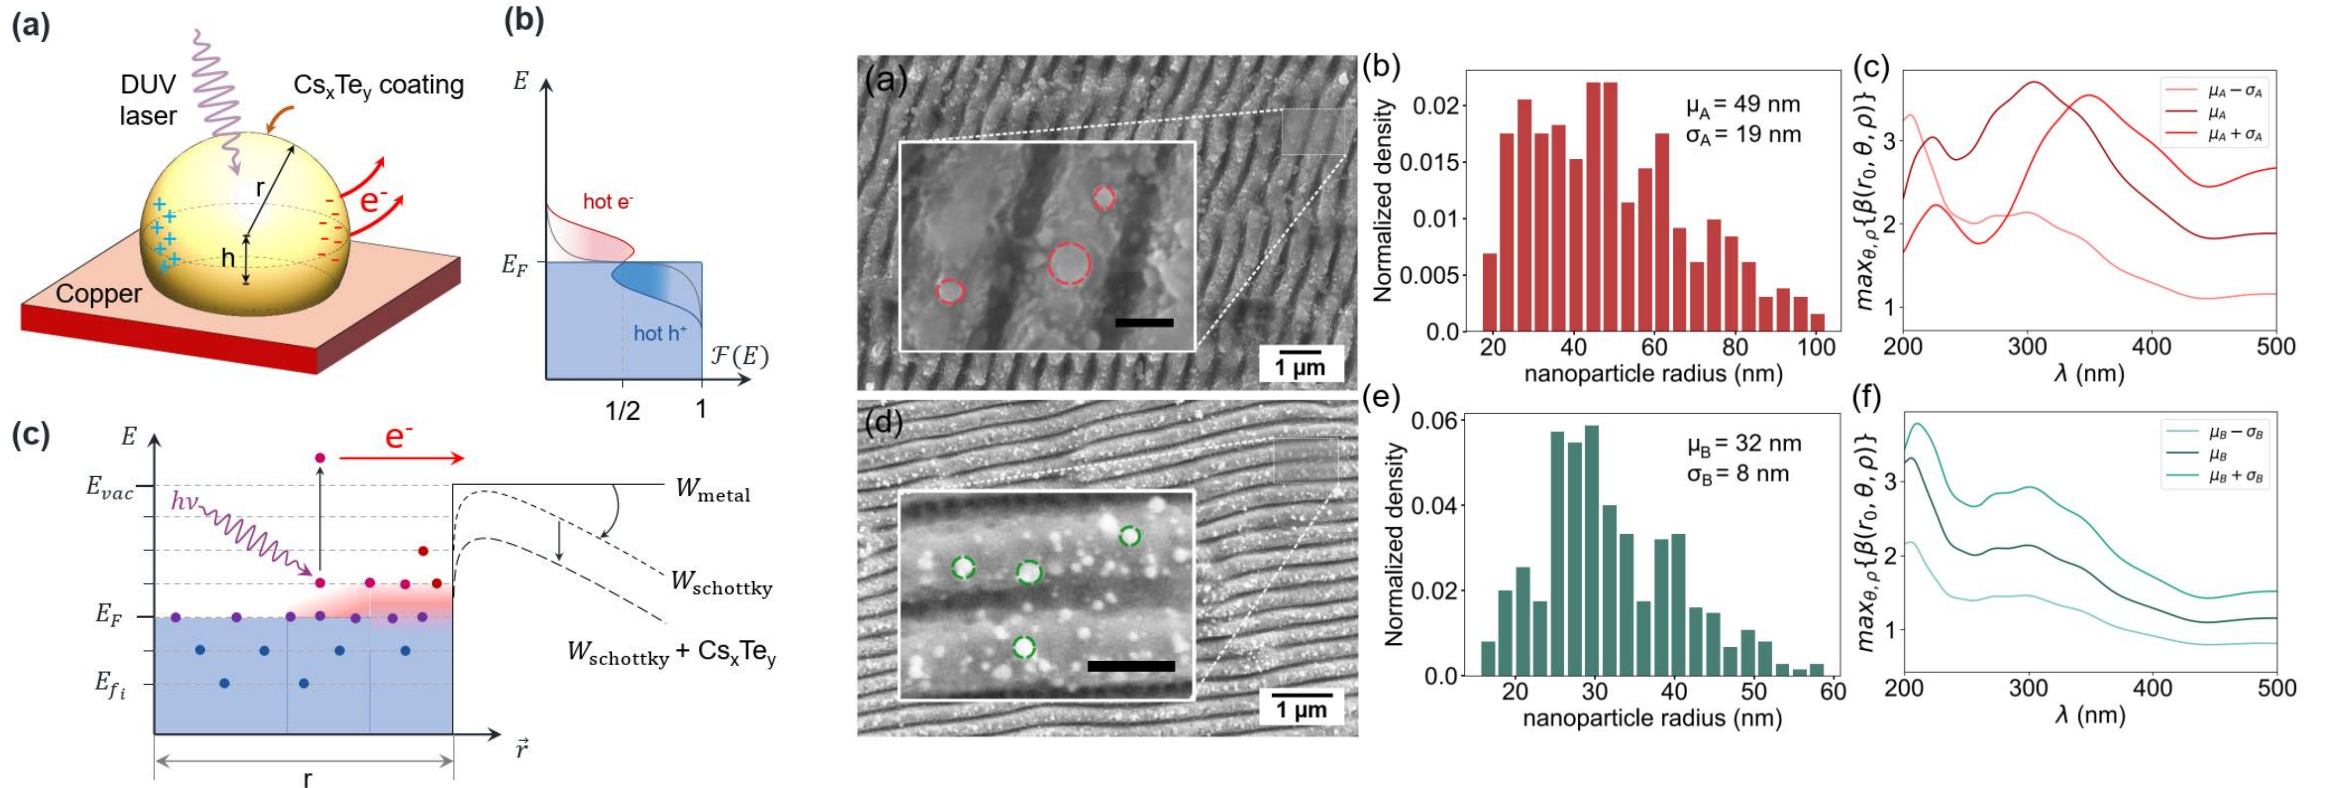 (a)
DUV
laser
CsxTey coating
r
h
e-
Copper
(b)
E
hot e-
EF
hot h+
ℱ(E)
1/2
1
(c)
E
e-
Evac
hν
Wmetal
Wschottky
EF
Wschottky + CsxTey
Efi
r⃗
r
(a)
1 µm
(b)
Normalized density
0.02
0.015
0.01
0.005
0.0
μA = 49 nm
σA = 19 nm
20 40 60 80 100
nanoparticle radius (nm)
(c)
maxθ,ρ{β(r0, θ, ρ)}
3
2
1
μA − σA
μA
μA + σA
200 300 400 500
λ (nm)
(d)
1 µm
(e)
Normalized density
0.06
0.04
0.02
0.0
μB = 32 nm
σB = 8 nm
20 30 40 50 60
nanoparticle radius (nm)
(f)
maxθ,ρ{β(r0, θ, ρ)}
3
2
1
μB − σB
μB
μB + σB
200 300 400 500
λ (nm)